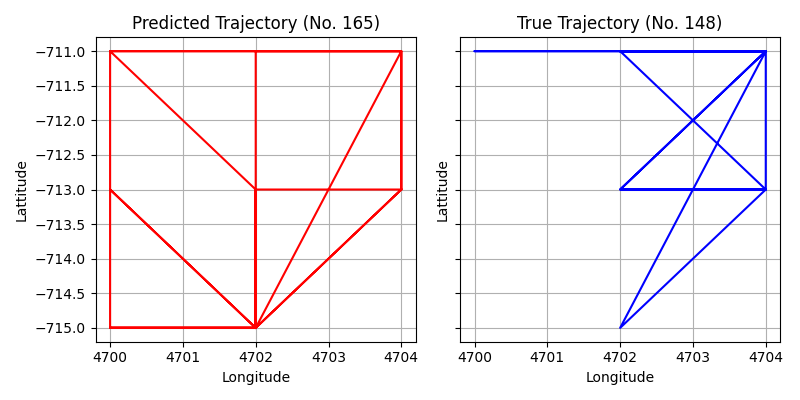 Predicted Trajectory (No. 165)
True Trajectory (No. 148)
Lattitude
−711.0
−711.5
−712.0
−712.5
−713.0
−713.5
−714.0
−714.5
−715.0
4700 4701 4702 4703 4704
Longitude
Lattitude
4700 4701 4702 4703 4704
Longitude